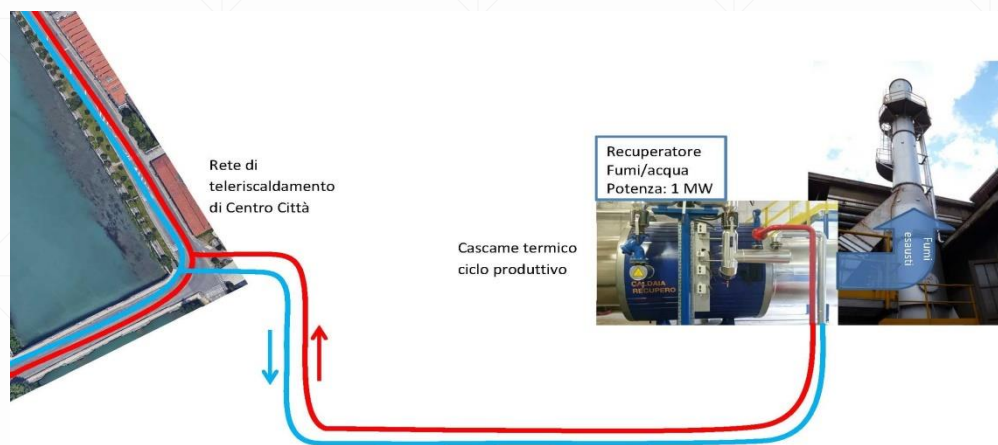 Rete di
teleriscaldamento
di Centro Città
Recuperatore
Fumi/acqua
Potenza: 1 MW
Cascame termico
ciclo produttivo
CALDAIA
RECUPERO
Fumi
esausti